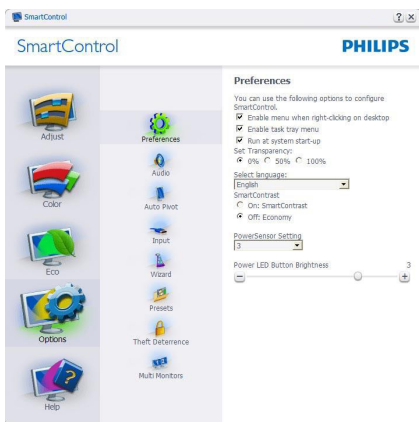 SmartControl
? ×
SmartControl
PHILIPS
Adjust
Color
Eco
Options
Help
Preferences
Audio
Auto Pivot
Input
Wizard
Presets
Theft Deterrence
Multi Monitors
Preferences
You can use the following options to configure
SmartControl.
Enable menu when right-clicking on desktop
Enable task tray menu
Run at system start-up
Set Transparency:
0% 50% 100%
Select language:
English
SmartContrast
On: SmartContrast
Off: Economy
PowerSensor Setting
3
Power LED Button Brightness 3